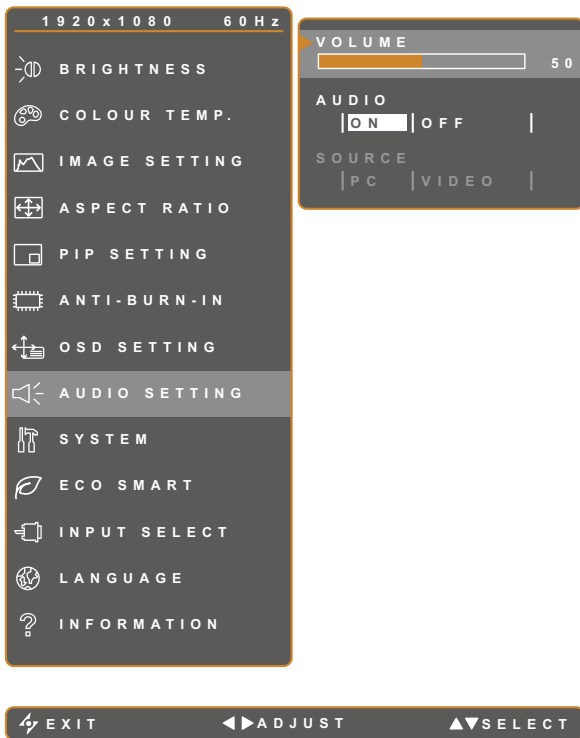 1920x1080 60Hz
BRIGHTNESS
COLOUR TEMP.
IMAGE SETTING
ASPECT RATIO
PIP SETTING
ANTI-BURN-IN
OSD SETTING
AUDIO SETTING
SYSTEM
ECO SMART
INPUT SELECT
LANGUAGE
INFORMATION
VOLUME
50
AUDIO
ON OFF
SOURCE
PC VIDEO
EXIT ADJUST SELECT